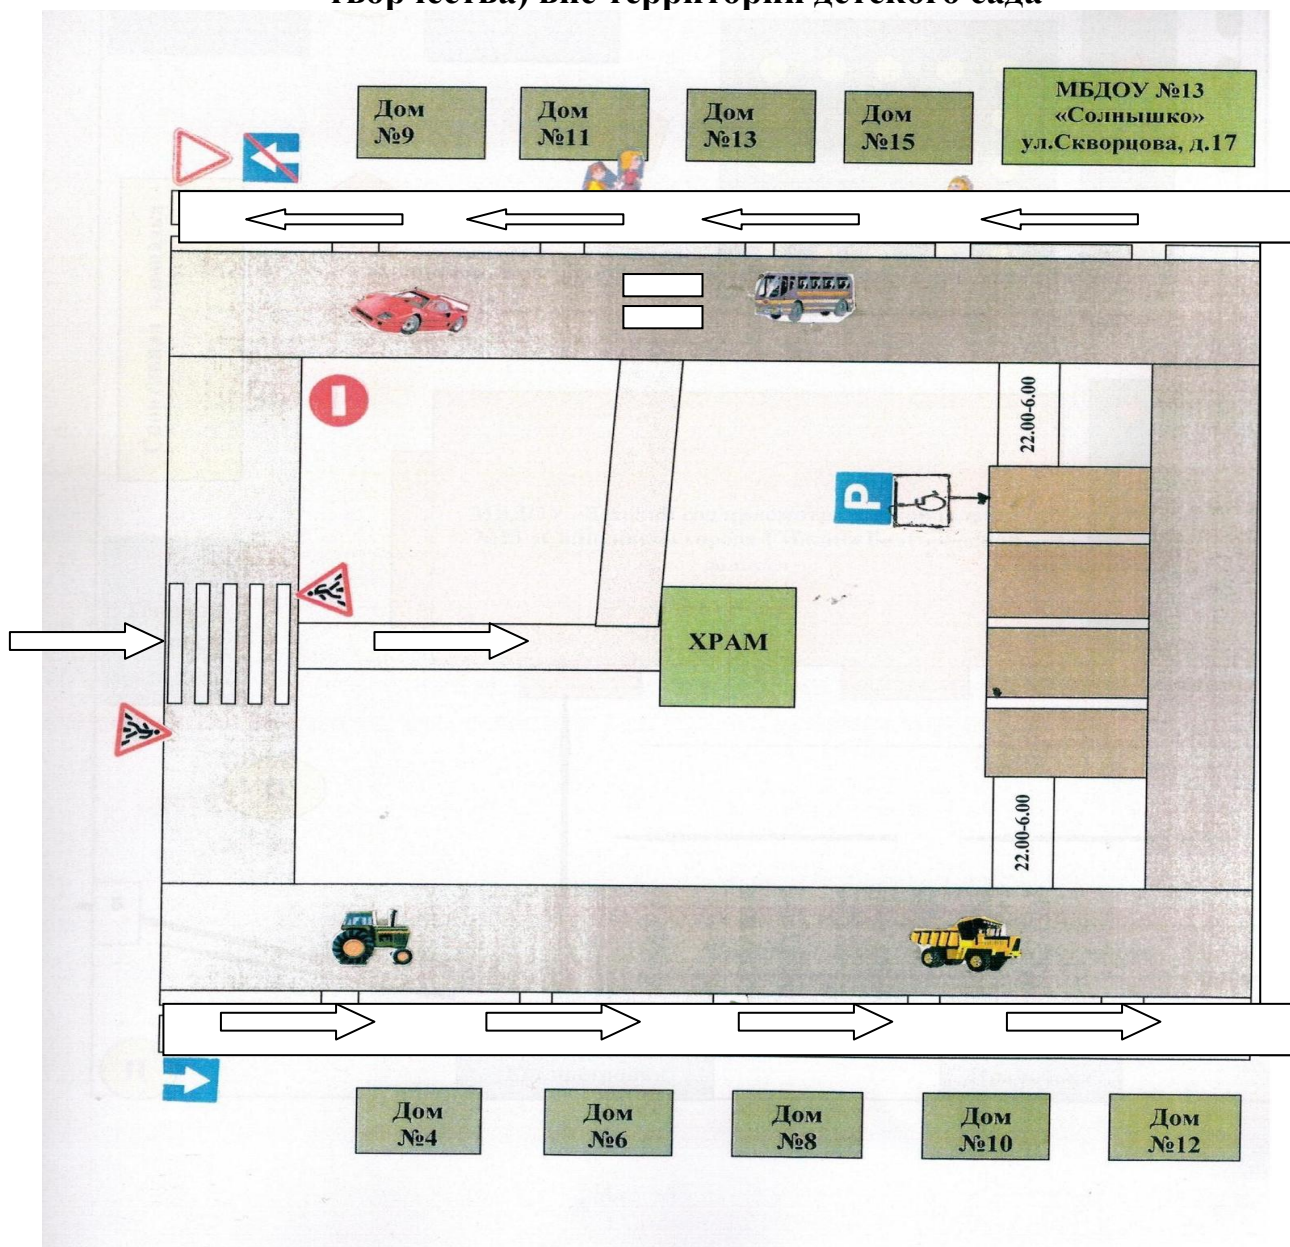 творчества) вне территории детского сада
Дом
№9
Дом
№11
Дом
№13
Дом
№15
МБДОУ №13
«Солнышко»
ул.Скворцова, д.17
22.00-6.00
P
5
ХРАМ
22.00-6.00
Дом
№4
Дом
№6
Дом
№8
Дом
№10
Дом
№12